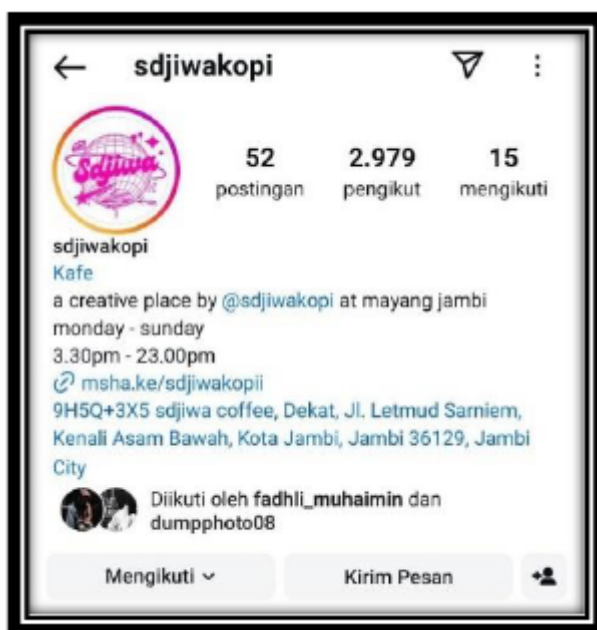 sdjiwakopi
Sdjiwa
52 2.979 15
postingan pengikut mengikuti
sdjiwakopi
Kafe
a creative place by @sdjiwakopi at mayang jambi
monday - sunday
3.30pm - 23.00pm
msha.ke/sdjiwakopii
9H5Q+3X5 sdjiwa coffee, Dekat, Jl. Letmud Sarniem,
Kenali Asam Bawah, Kota Jambi, Jambi 36129, Jambi
City
Diikuti oleh fadhli_muhaimin dan
dumpphoto08
Mengikuti Kirim Pesan